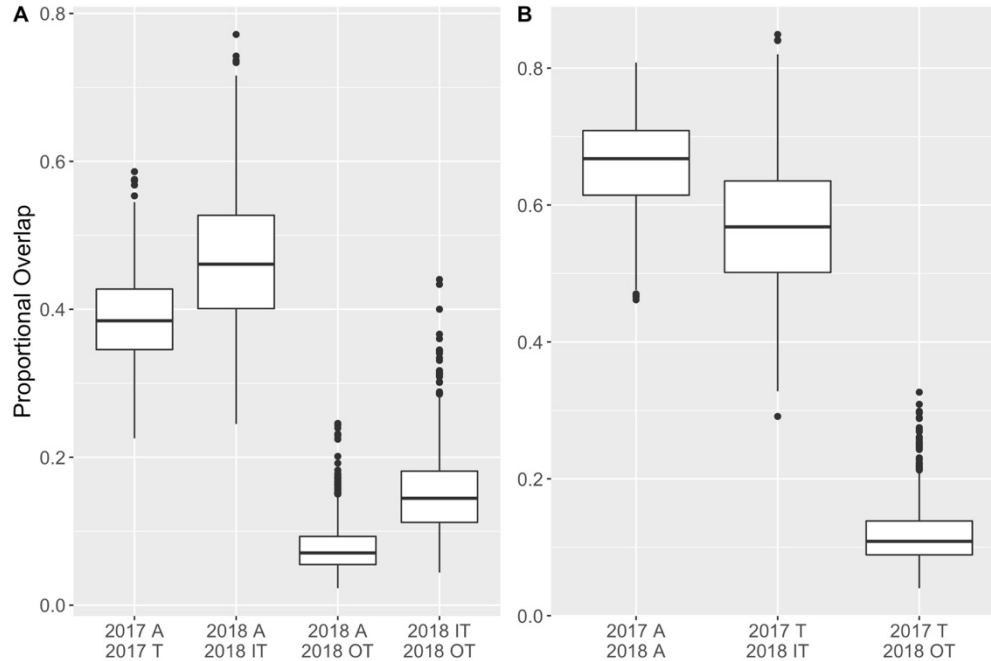 A
Proportional Overlap
0.8
0.6
0.4
0.2
0.0
2017 A 2018 A 2018 A 2018 IT
2017 T 2018 IT 2018 OT 2018 OT
B
0.8
0.6
0.4
0.2
0.0
2017 A 2017 T 2017 T
2018 A 2018 IT 2018 OT